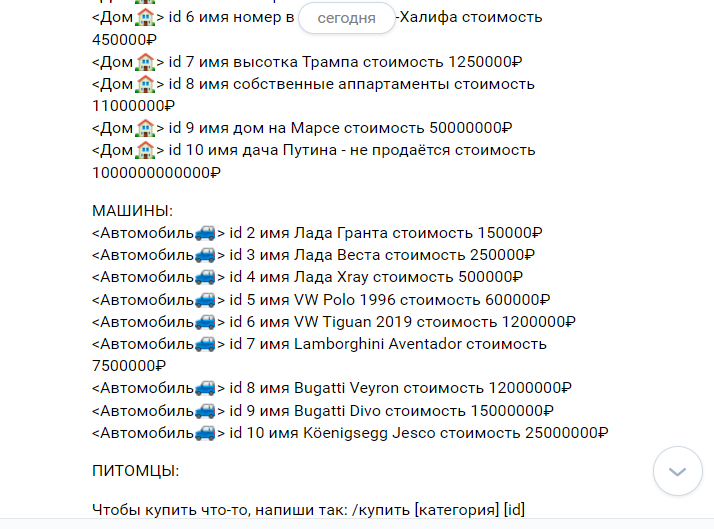 <Дом🏠> id 6 имя номер в
сегодня
-Халифа стоимость
450000₽
<Дом🏠> id 7 имя высотка Трампа стоимость 1250000₽
<Дом🏠> id 8 имя собственные аппартаменты стоимость
11000000₽
<Дом🏠> id 9 имя дом на Марсе стоимость 50000000₽
<Дом🏠> id 10 имя дача Путина - не продаётся стоимость
1000000000000₽
МАШИНЫ:
<Автомобиль🚙> id 2 имя Лада Гранта стоимость 150000₽
<Автомобиль🚙> id 3 имя Лада Веста стоимость 250000₽
<Автомобиль🚙> id 4 имя Лада Xray стоимость 500000₽
<Автомобиль🚙> id 5 имя VW Polo 1996 стоимость 600000₽
<Автомобиль🚙> id 6 имя VW Tiguan 2019 стоимость 1200000₽
<Автомобиль🚙> id 7 имя Lamborghini Aventador стоимость
7500000₽
<Автомобиль🚙> id 8 имя Bugatti Veyron стоимость 12000000₽
<Автомобиль🚙> id 9 имя Bugatti Divo стоимость 15000000₽
<Автомобиль🚙> id 10 имя Köenigsegg Jesco стоимость 25000000₽
ПИТОМЦЫ:
Чтобы купить что-то, напиши так: /купить [категория] [id]